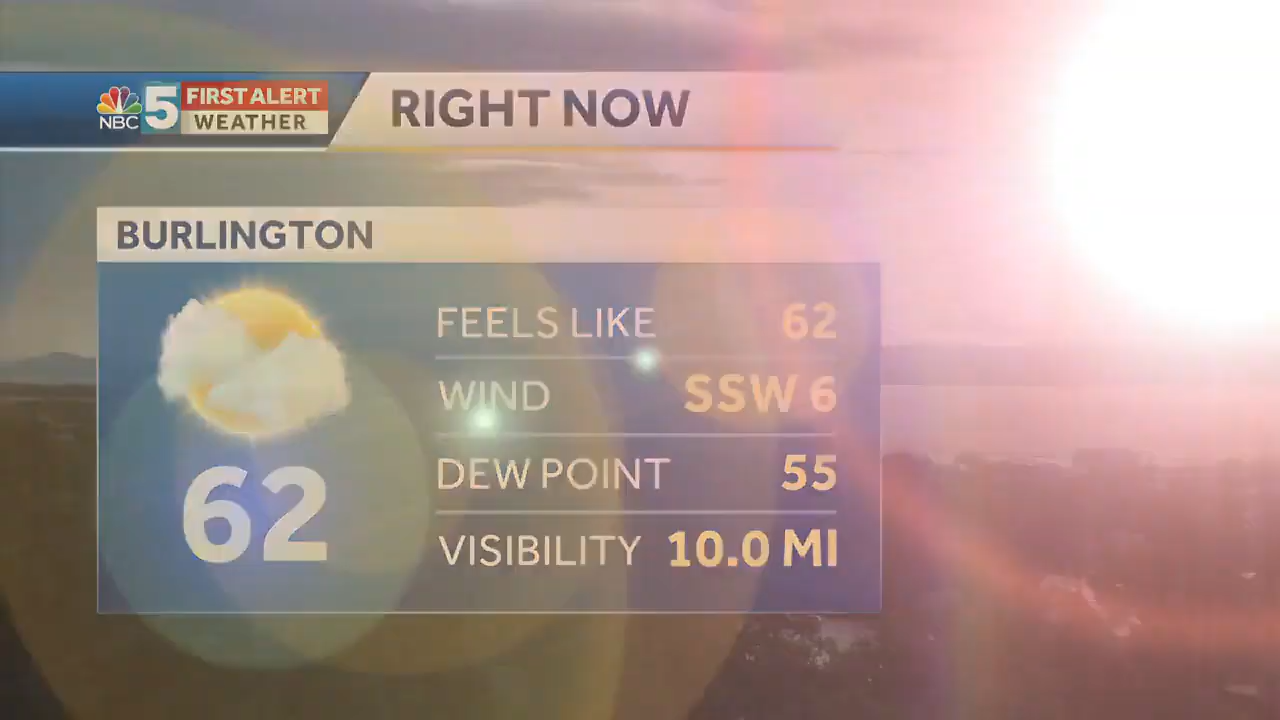 NBC 5 FIRST ALERT WEATHER
RIGHT NOW
BURLINGTON
62
FEELS LIKE 62
WIND SSW 6
DEW POINT 55
VISIBILITY 10.0 MI